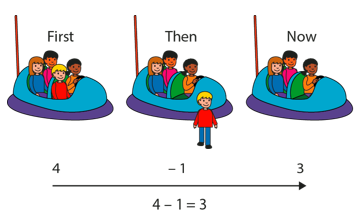 First Then Now
4 – 1 3
4 – 1 = 3